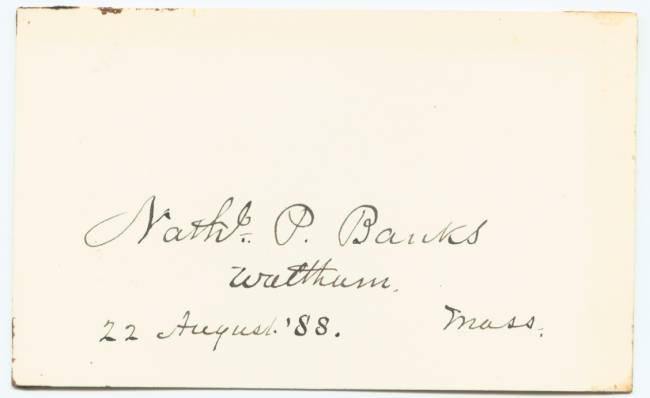 Nathl. P. Banks
Waltham.
22 August. '88. Mass.